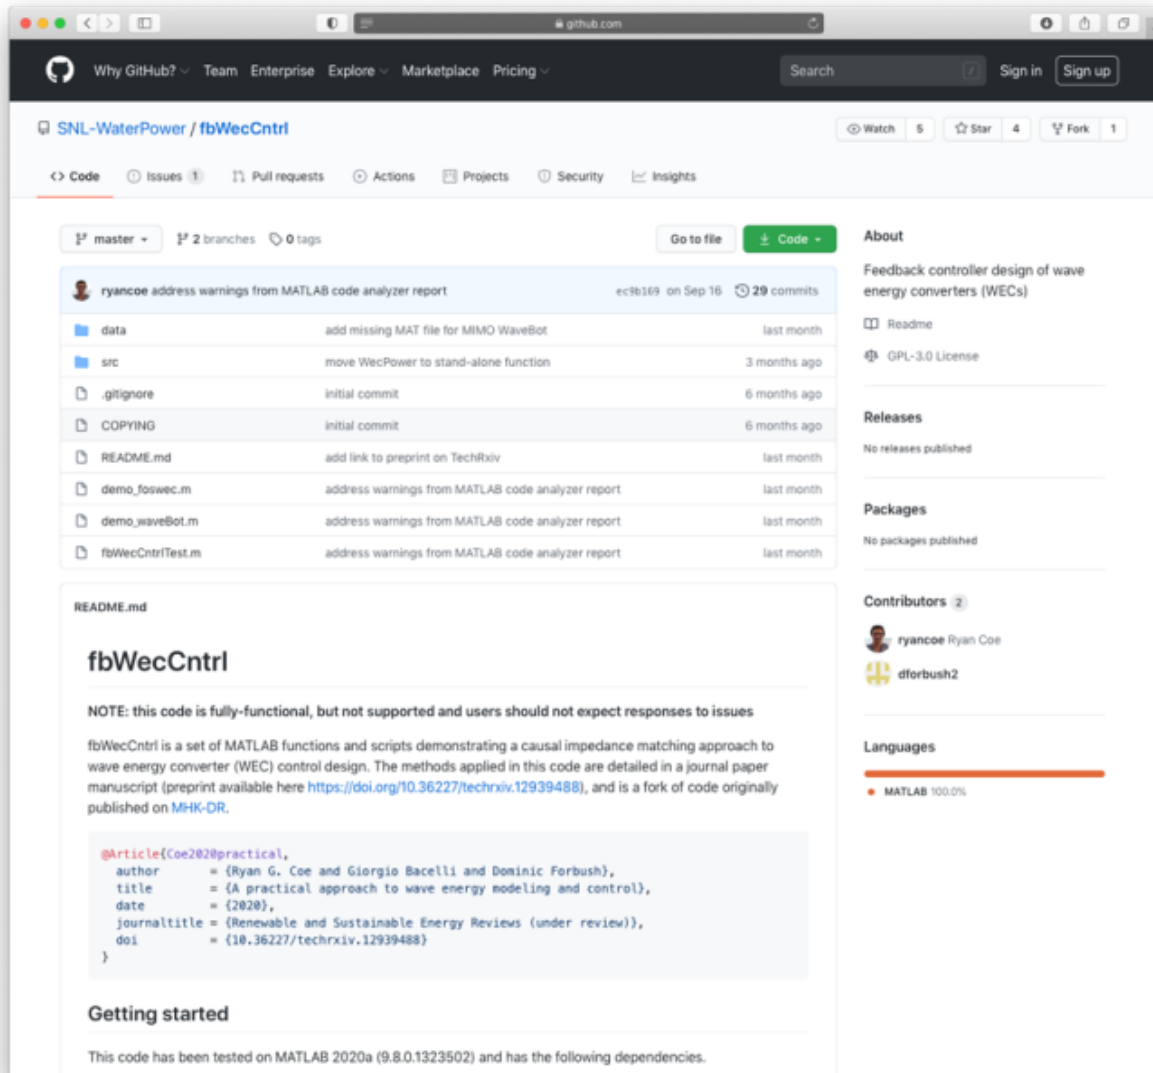 github.com
Why GitHub? Team Enterprise Explore Marketplace Pricing Search / Sign in Sign up
SNL-WaterPower / fbWecCntrl Watch 5 Star 4 Fork 1
<> Code Issues 1 Pull requests Actions Projects Security Insights
master 2 branches 0 tags Go to file Code
ryancoe address warnings from MATLAB code analyzer report ec9b169 on Sep 16 29 commits
data add missing MAT file for MIMO WaveBot last month
src move WecPower to stand-alone function 3 months ago
.gitignore initial commit 6 months ago
COPYING initial commit 6 months ago
README.md add link to preprint on TechRxiv last month
demo_foswec.m address warnings from MATLAB code analyzer report last month
demo_waveBot.m address warnings from MATLAB code analyzer report last month
fbWecCntrlTest.m address warnings from MATLAB code analyzer report last month
README.md
fbWecCntrl
NOTE: this code is fully-functional, but not supported and users should not expect responses to issues
fbWecCntrl is a set of MATLAB functions and scripts demonstrating a causal impedance matching approach to
wave energy converter (WEC) control design. The methods applied in this code are detailed in a journal paper
manuscript (preprint available here https://doi.org/10.36227/techrxiv.12939488), and is a fork of code originally
published on MHK-DR.
@Article{Coe2020practical,
author = {Ryan G. Coe and Giorgio Bacelli and Dominic Forbush},
title = {A practical approach to wave energy modeling and control},
date = {2020},
journaltitle = {Renewable and Sustainable Energy Reviews (under review)},
doi = {10.36227/techrxiv.12939488}
}
Getting started
This code has been tested on MATLAB 2020a (9.8.0.1323502) and has the following dependencies.
About
Feedback controller design of wave
energy converters (WECs)
Readme
GPL-3.0 License
Releases
No releases published
Packages
No packages published
Contributors 2
ryancoe Ryan Coe
dforbush2
Languages
MATLAB 100.0%